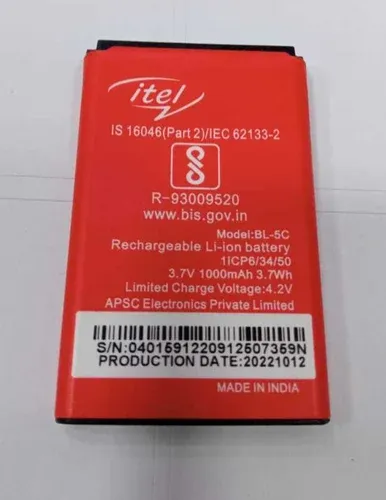 itel
IS 16046(Part 2)/IEC 62133-2
R-93009520
www.bis.gov.in
Model:BL-5C
Rechargeable Li-ion battery
1ICP6/34/50
3.7V 1000mAh 3.7Wh
Limited Charge Voltage:4.2V
APSC Electronics Private Limited
S/N:0401591220912507359N
PRODUCTION DATE:20221012
MADE IN INDIA